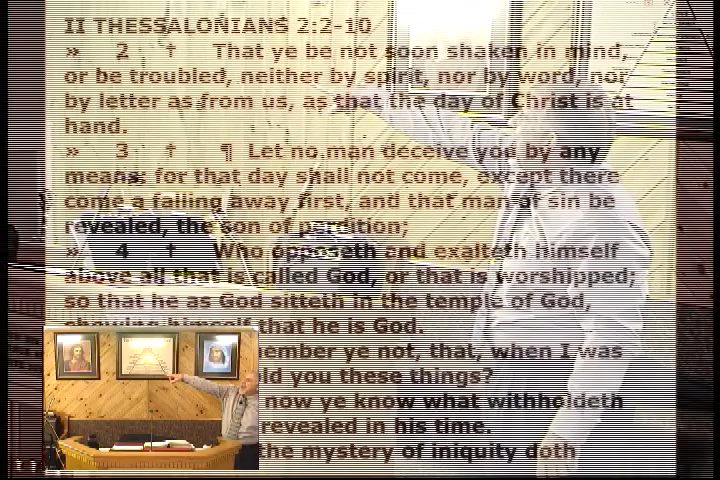 II THESSALONIANS 2:2-10
» 2 † That ye be not soon shaken in mind,
or be troubled, neither by spirit, nor by word, nor
by letter as from us, as that the day of Christ is at
hand.
» 3 † ¶ Let no man deceive you by any
means: for that day shall not come, except there
come a falling away first, and that man of sin be
revealed, the son of perdition;
» 4 † Who opposeth and exalteth himself
above all that is called God, or that is worshipped;
so that he as God sitteth in the temple of God,
shewing himself that he is God.
member ye not, that, when I was
ld you these things?
now ye know what withholdeth
revealed in his time.
the mystery of iniquity doth